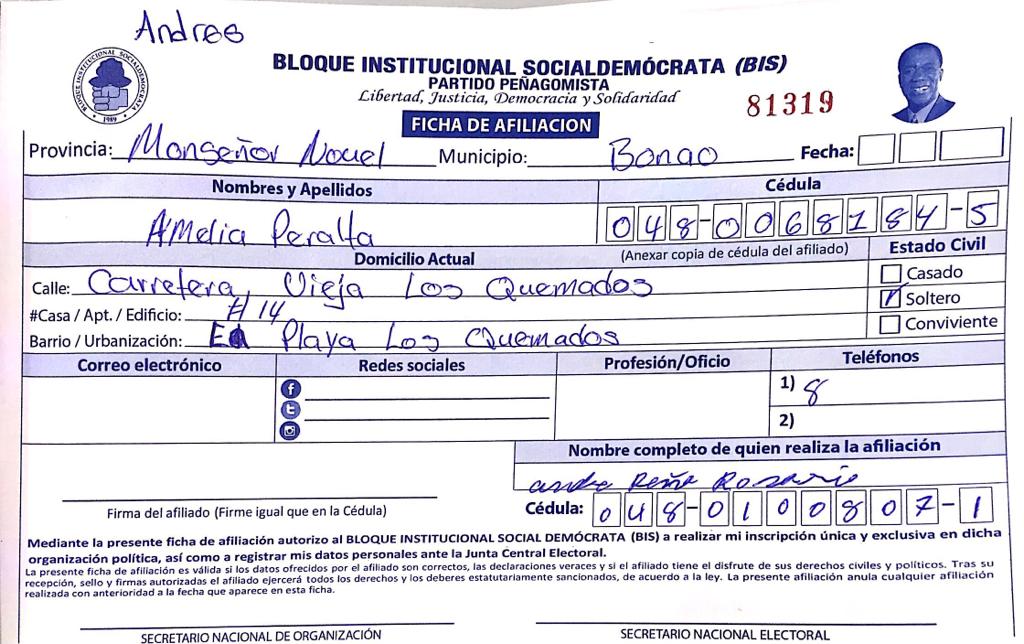 Andres
BLOQUE INSTITUCIONAL SOCIALDEMÓCRATA
1989
BLOQUE INSTITUCIONAL SOCIALDEMÓCRATA (BIS)
PARTIDO PEÑAGOMISTA
Libertad, Justicia, Democracia y Solidaridad
81319
FICHA DE AFILIACION
Provincia: Monseñor Nouel Municipio: Bonao Fecha:
Nombres y Apellidos Cédula
Amelia Peralta 048-0068184-5
Domicilio Actual (Anexar copia de cédula del afiliado) Estado Civil
Calle: Carretera Vieja Los Quemados Casado
#Casa / Apt. / Edificio: #14 Soltero
Barrio / Urbanización: Playa Los Quemados Conviviente
Correo electrónico Redes sociales Profesión/Oficio Teléfonos
1) 8
2)
Nombre completo de quien realiza la afiliación
Peña Rosario
Firma del afiliado (Firme igual que en la Cédula) Cédula: 048-0100807-1
Mediante la presente ficha de afiliación autorizo al BLOQUE INSTITUCIONAL SOCIAL DEMÓCRATA (BIS) a realizar mi inscripción única y exclusiva en dicha
organización política, así como a registrar mis datos personales ante la Junta Central Electoral.
La presente ficha de afiliación es válida si los datos ofrecidos por el afiliado son correctos, las declaraciones veraces y si el afiliado tiene el disfrute de sus derechos civiles y políticos. Tras su
recepción, sello y firmas autorizadas el afiliado ejercerá todos los derechos y los deberes estatutariamente sancionados, de acuerdo a la ley. La presente afiliación anula cualquier afiliación
realizada con anterioridad a la fecha que aparece en esta ficha.
SECRETARIO NACIONAL DE ORGANIZACIÓN SECRETARIO NACIONAL ELECTORAL